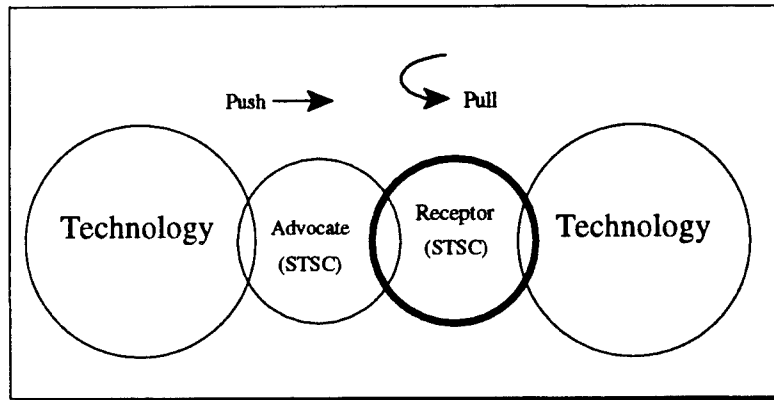 Push
Pull
Technology
Advocate
(STSC)
Receptor
(STSC)
Technology